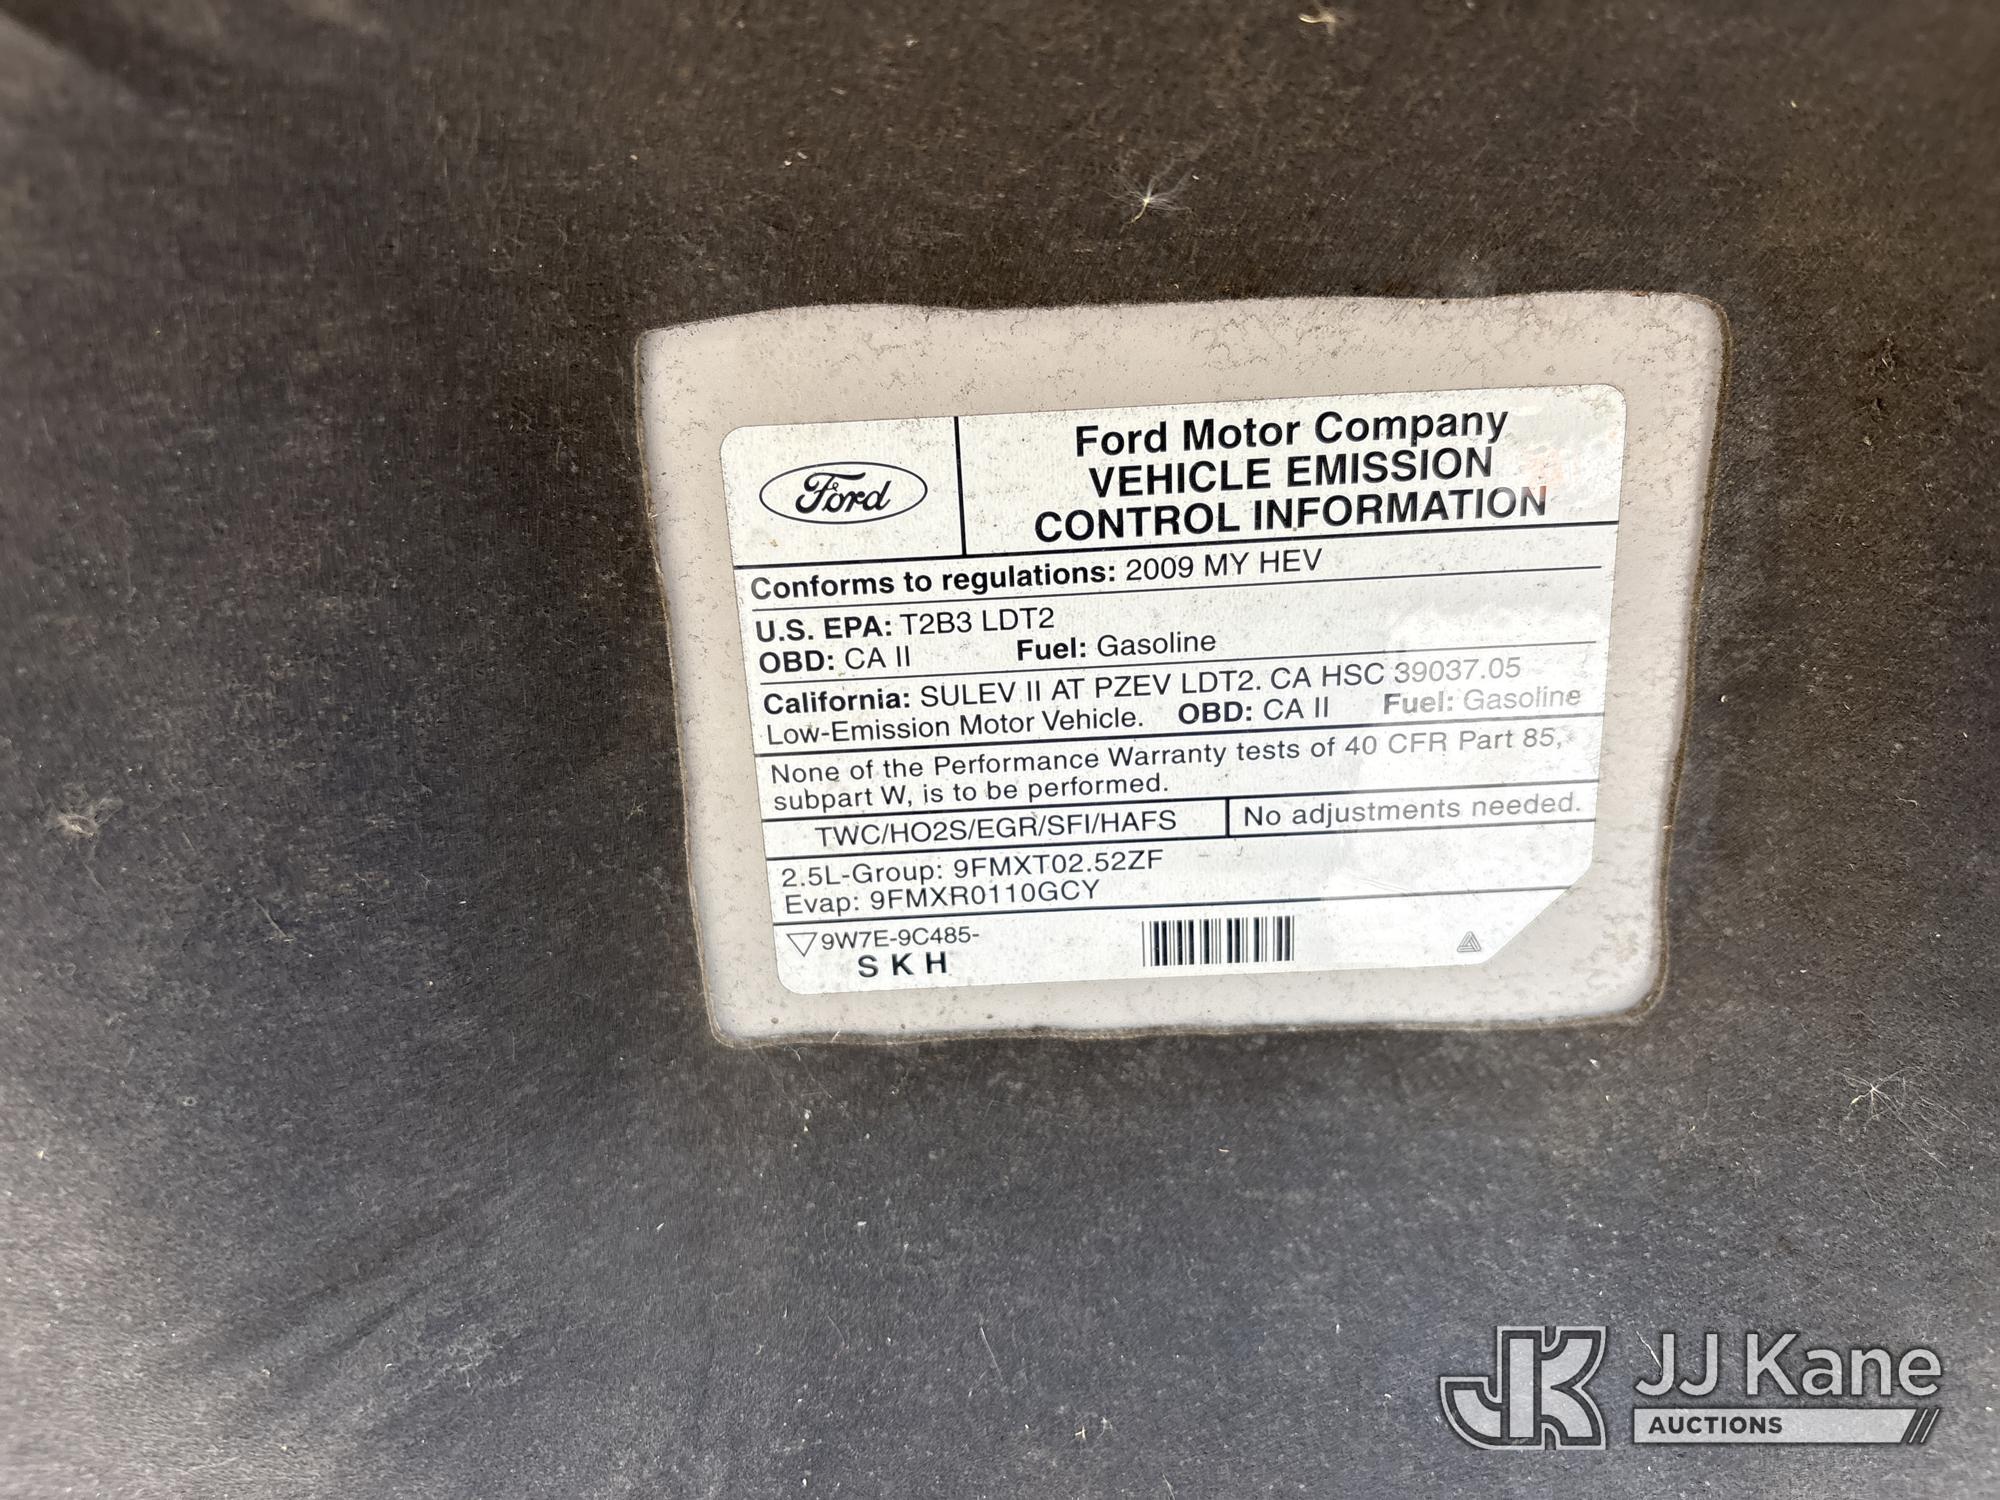 Ford
Ford Motor Company
VEHICLE EMISSION
CONTROL INFORMATION
Conforms to regulations: 2009 MY HEV
U.S. EPA: T2B3 LDT2
OBD: CA II Fuel: Gasoline
California: SULEV II AT PZEV LDT2. CA HSC 39037.05
Low-Emission Motor Vehicle. OBD: CA II Fuel: Gasoline
None of the Performance Warranty tests of 40 CFR Part 85,
subpart W, is to be performed.
TWC/HO2S/EGR/SFI/HAFS No adjustments needed.
2.5L-Group: 9FMXT02.52ZF
Evap: 9FMXR0110GCY
9W7E-9C485-
S K H
JK JJ Kane
AUCTIONS